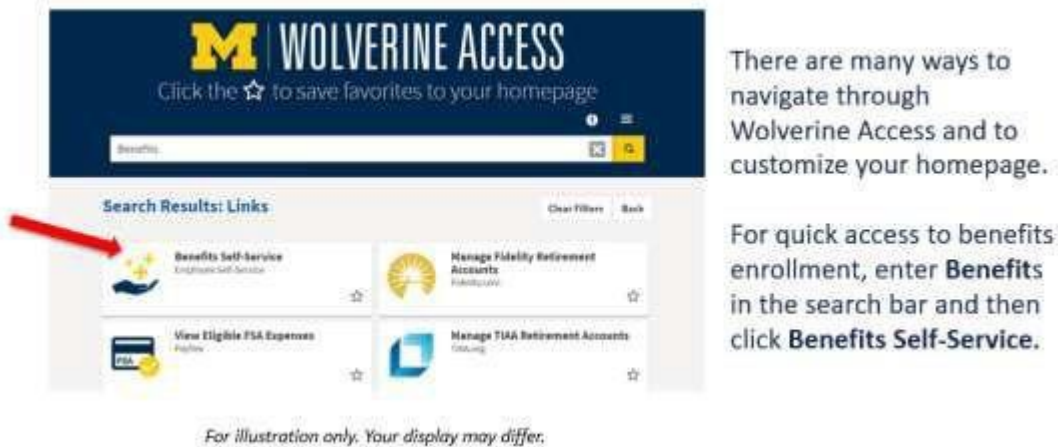 M WOLVERINE ACCESS
Click the ☆ to save favorites to your homepage
Benefits
Search Results: Links
Clear Filters Back
Benefits Self-Service
Employee Self-Service
Manage Fidelity Retirement
Accounts
Fidelity.com
View Eligible FSA Expenses
PayFlex
FSA
Manage TIAA Retirement Accounts
TIAA.org
There are many ways to
navigate through
Wolverine Access and to
customize your homepage.
For quick access to benefits
enrollment, enter Benefits
in the search bar and then
click Benefits Self-Service.
For illustration only. Your display may differ.